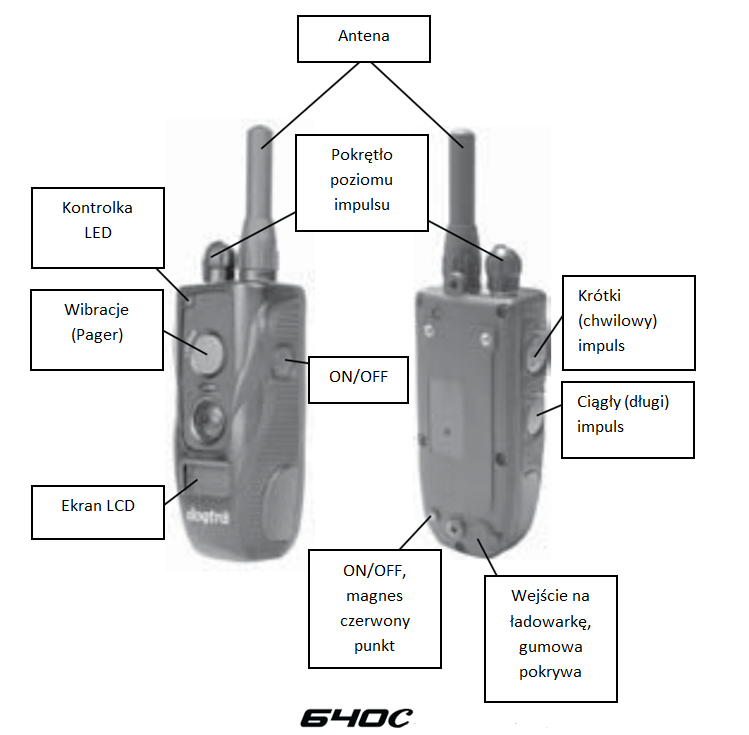 Antena
Pokrętło
poziomu
impulsu
Kontrolka
LED
Wibracje
(Pager)
ON/OFF
Krótki
(chwilowy)
impuls
Ciągły (długi)
impuls
Ekran LCD
dogtra
ON/OFF,
magnes
czerwony
punkt
Wejście na
ładowarkę,
gumowa
pokrywa
640C